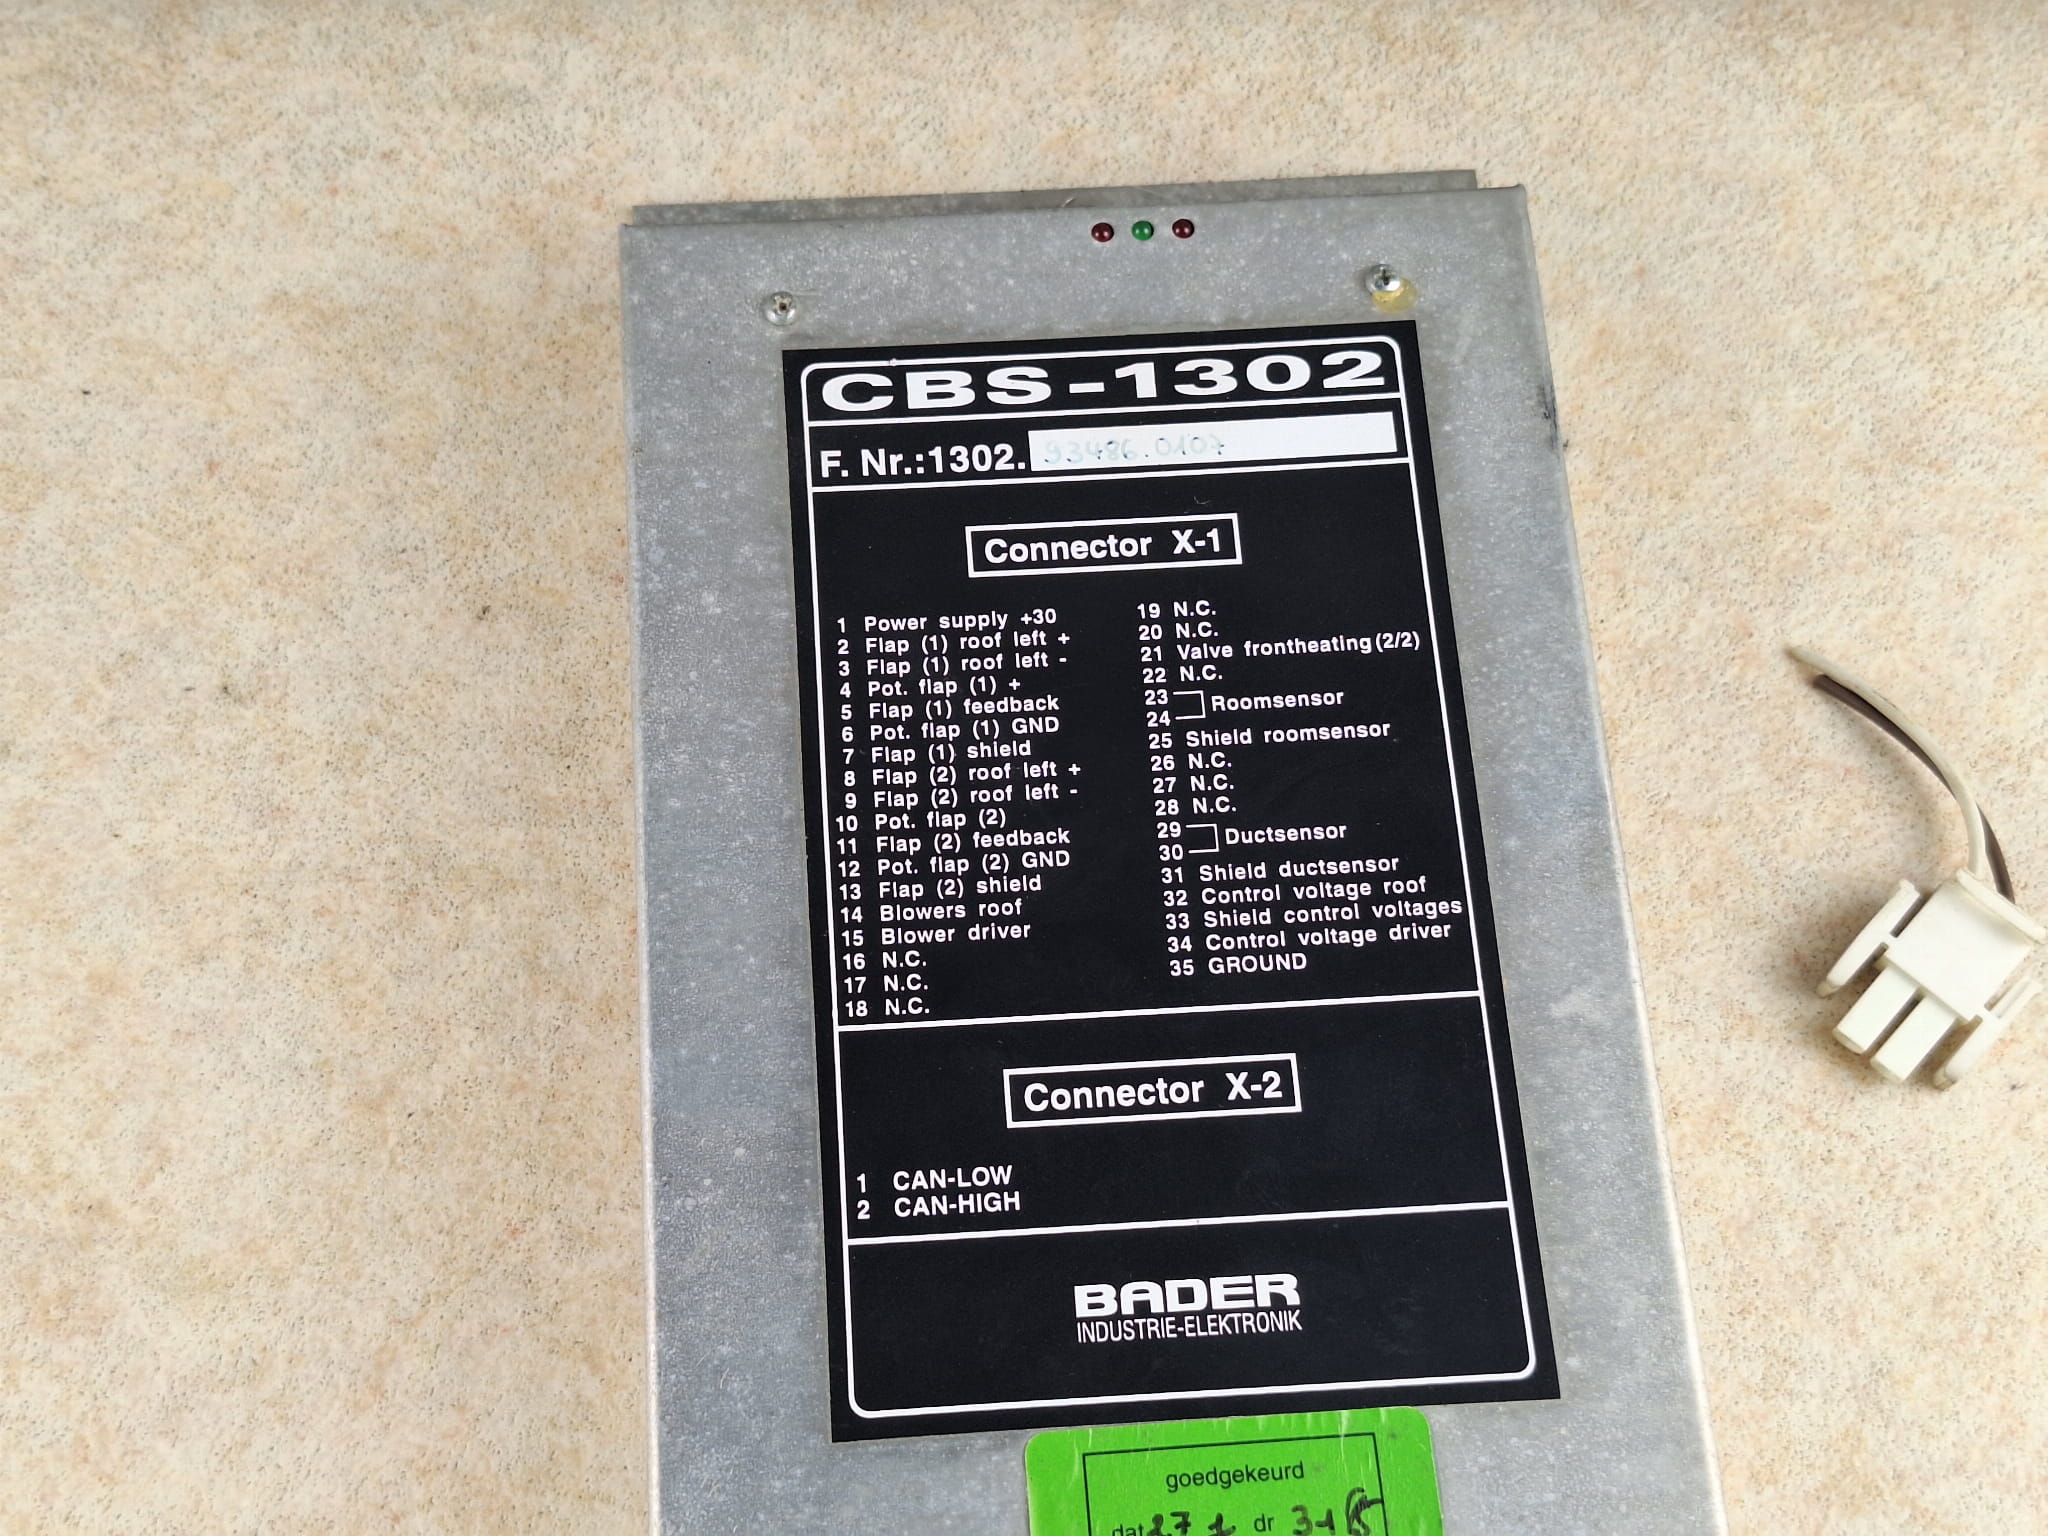 CBS-1302
F. Nr.:1302. 93486.0107
Connector X-1
1 Power supply +30
2 Flap (1) roof left +
3 Flap (1) roof left -
4 Pot. flap (1) +
5 Flap (1) feedback
6 Pot. flap (1) GND
7 Flap (1) shield
8 Flap (2) roof left +
9 Flap (2) roof left -
10 Pot. flap (2)
11 Flap (2) feedback
12 Pot. flap (2) GND
13 Flap (2) shield
14 Blowers roof
15 Blower driver
16 N.C.
17 N.C.
18 N.C.
19 N.C.
20 N.C.
21 Valve frontheating (2/2)
22 N.C.
23
24 Roomsensor
25 Shield roomsensor
26 N.C.
27 N.C.
28 N.C.
29
30 Ductsensor
31 Shield ductsensor
32 Control voltage roof
33 Shield control voltages
34 Control voltage driver
35 GROUND
Connector X-2
1 CAN-LOW
2 CAN-HIGH
BADER
INDUSTRIE-ELEKTRONIK
goedgekeurd
dat dr